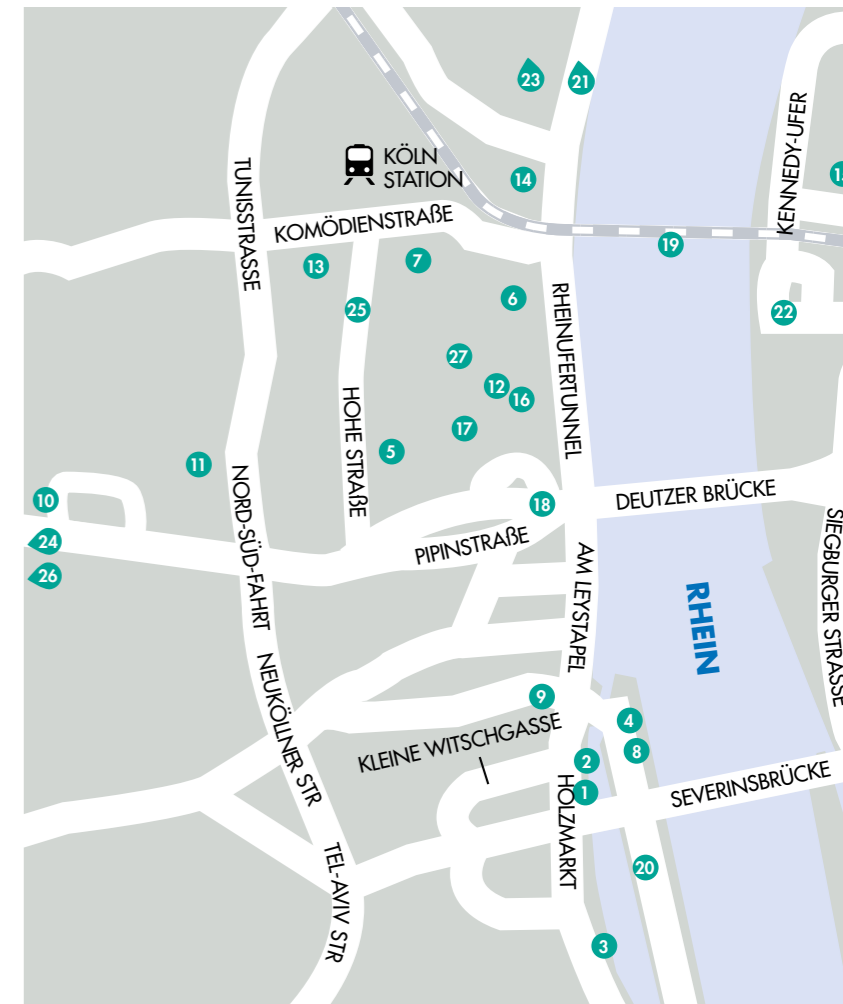 23
21
KÖLN
STATION
14
15
KENNEDY-UFER
TUNISSTRASSE
KOMÖDIENSTRAßE
19
7
13
6
25
RHEINUFERTUNNEL
22
27
12
16
HOHE STRAßE
17
5
11
10
NORD-SÜD-FAHRT
18
DEUTZER BRÜCKE
SIEGBURGER STRASSE
24
PIPINSTRAßE
26
AM LEYSTAPEL
RHEIN
NEUKÖLLNER STR
9
4
KLEINE WITSCHGASSE
8
2
1
HOLZMARKT
SEVERINSBRÜCKE
TEL-AVIV STR
20
3